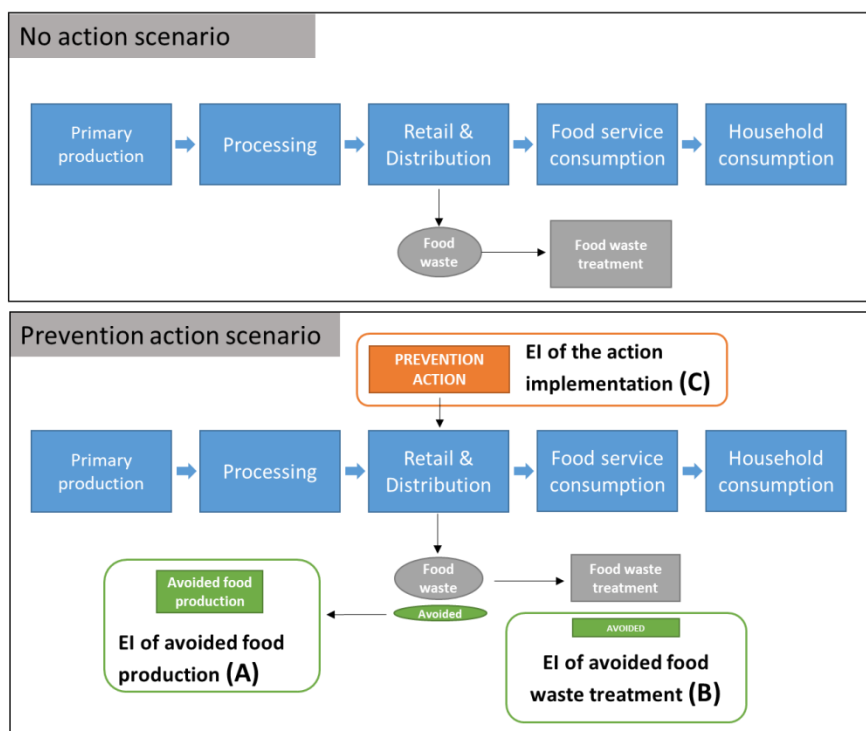 No action scenario
Primary
production
Processing
Retail &
Distribution
Food service
consumption
Household
consumption
Food
waste
Food waste
treatment
Prevention action scenario
PREVENTION
ACTION
EI of the action
implementation (C)
Primary
production
Processing
Retail &
Distribution
Food service
consumption
Household
consumption
Food
waste
Avoided
Food waste
treatment
Avoided food
production
EI of avoided food
production (A)
AVOIDED
EI of avoided food
waste treatment (B)